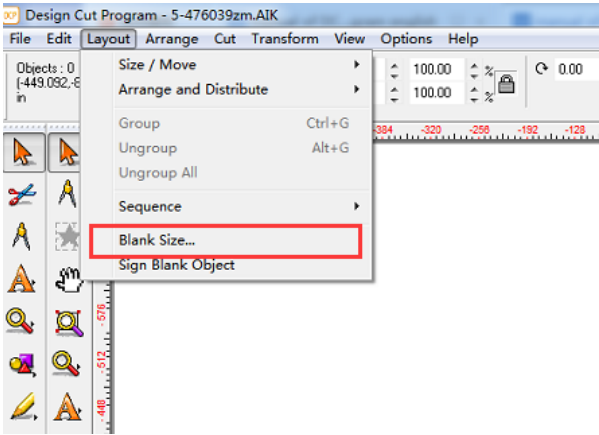 DCP Design Cut Program - 5-476039zm.AIK
File Edit Layout Arrange Cut Transform View Options Help
Objects : 0
(-449.092,-8
in
100.00 %
100.00 %
0.00
Size / Move
Arrange and Distribute
Group Ctrl+G
Ungroup Alt+G
Ungroup All
Sequence
Blank Size...
Sign Blank Object
-384 -320 -256 -192 -128
-576
-512
-448